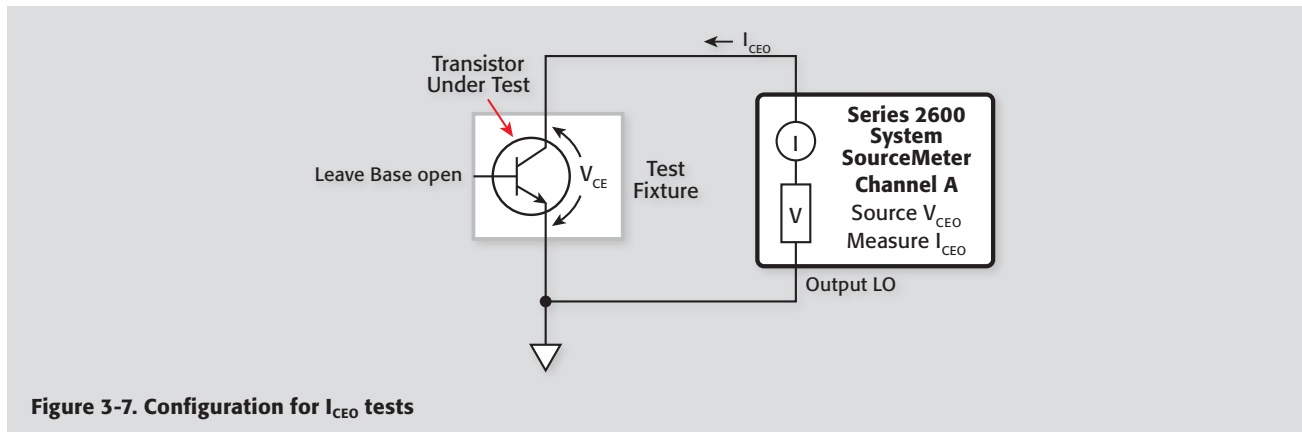 I_CEO
Transistor
Under Test
Leave Base open
V_CE
Test
Fixture
I
V
Series 2600
System
SourceMeter
Channel A
Source V_CEO
Measure I_CEO
Output LO
Figure 3-7. Configuration for I_CEO tests